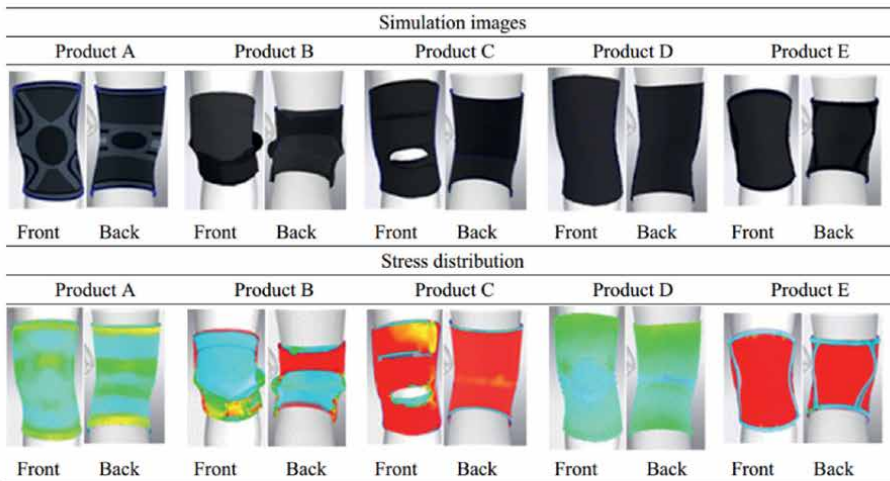 Simulation images
Product A Product B Product C Product D Product E
Front Back Front Back Front Back Front Back Front Back
Stress distribution
Product A Product B Product C Product D Product E
Front Back Front Back Front Back Front Back Front Back